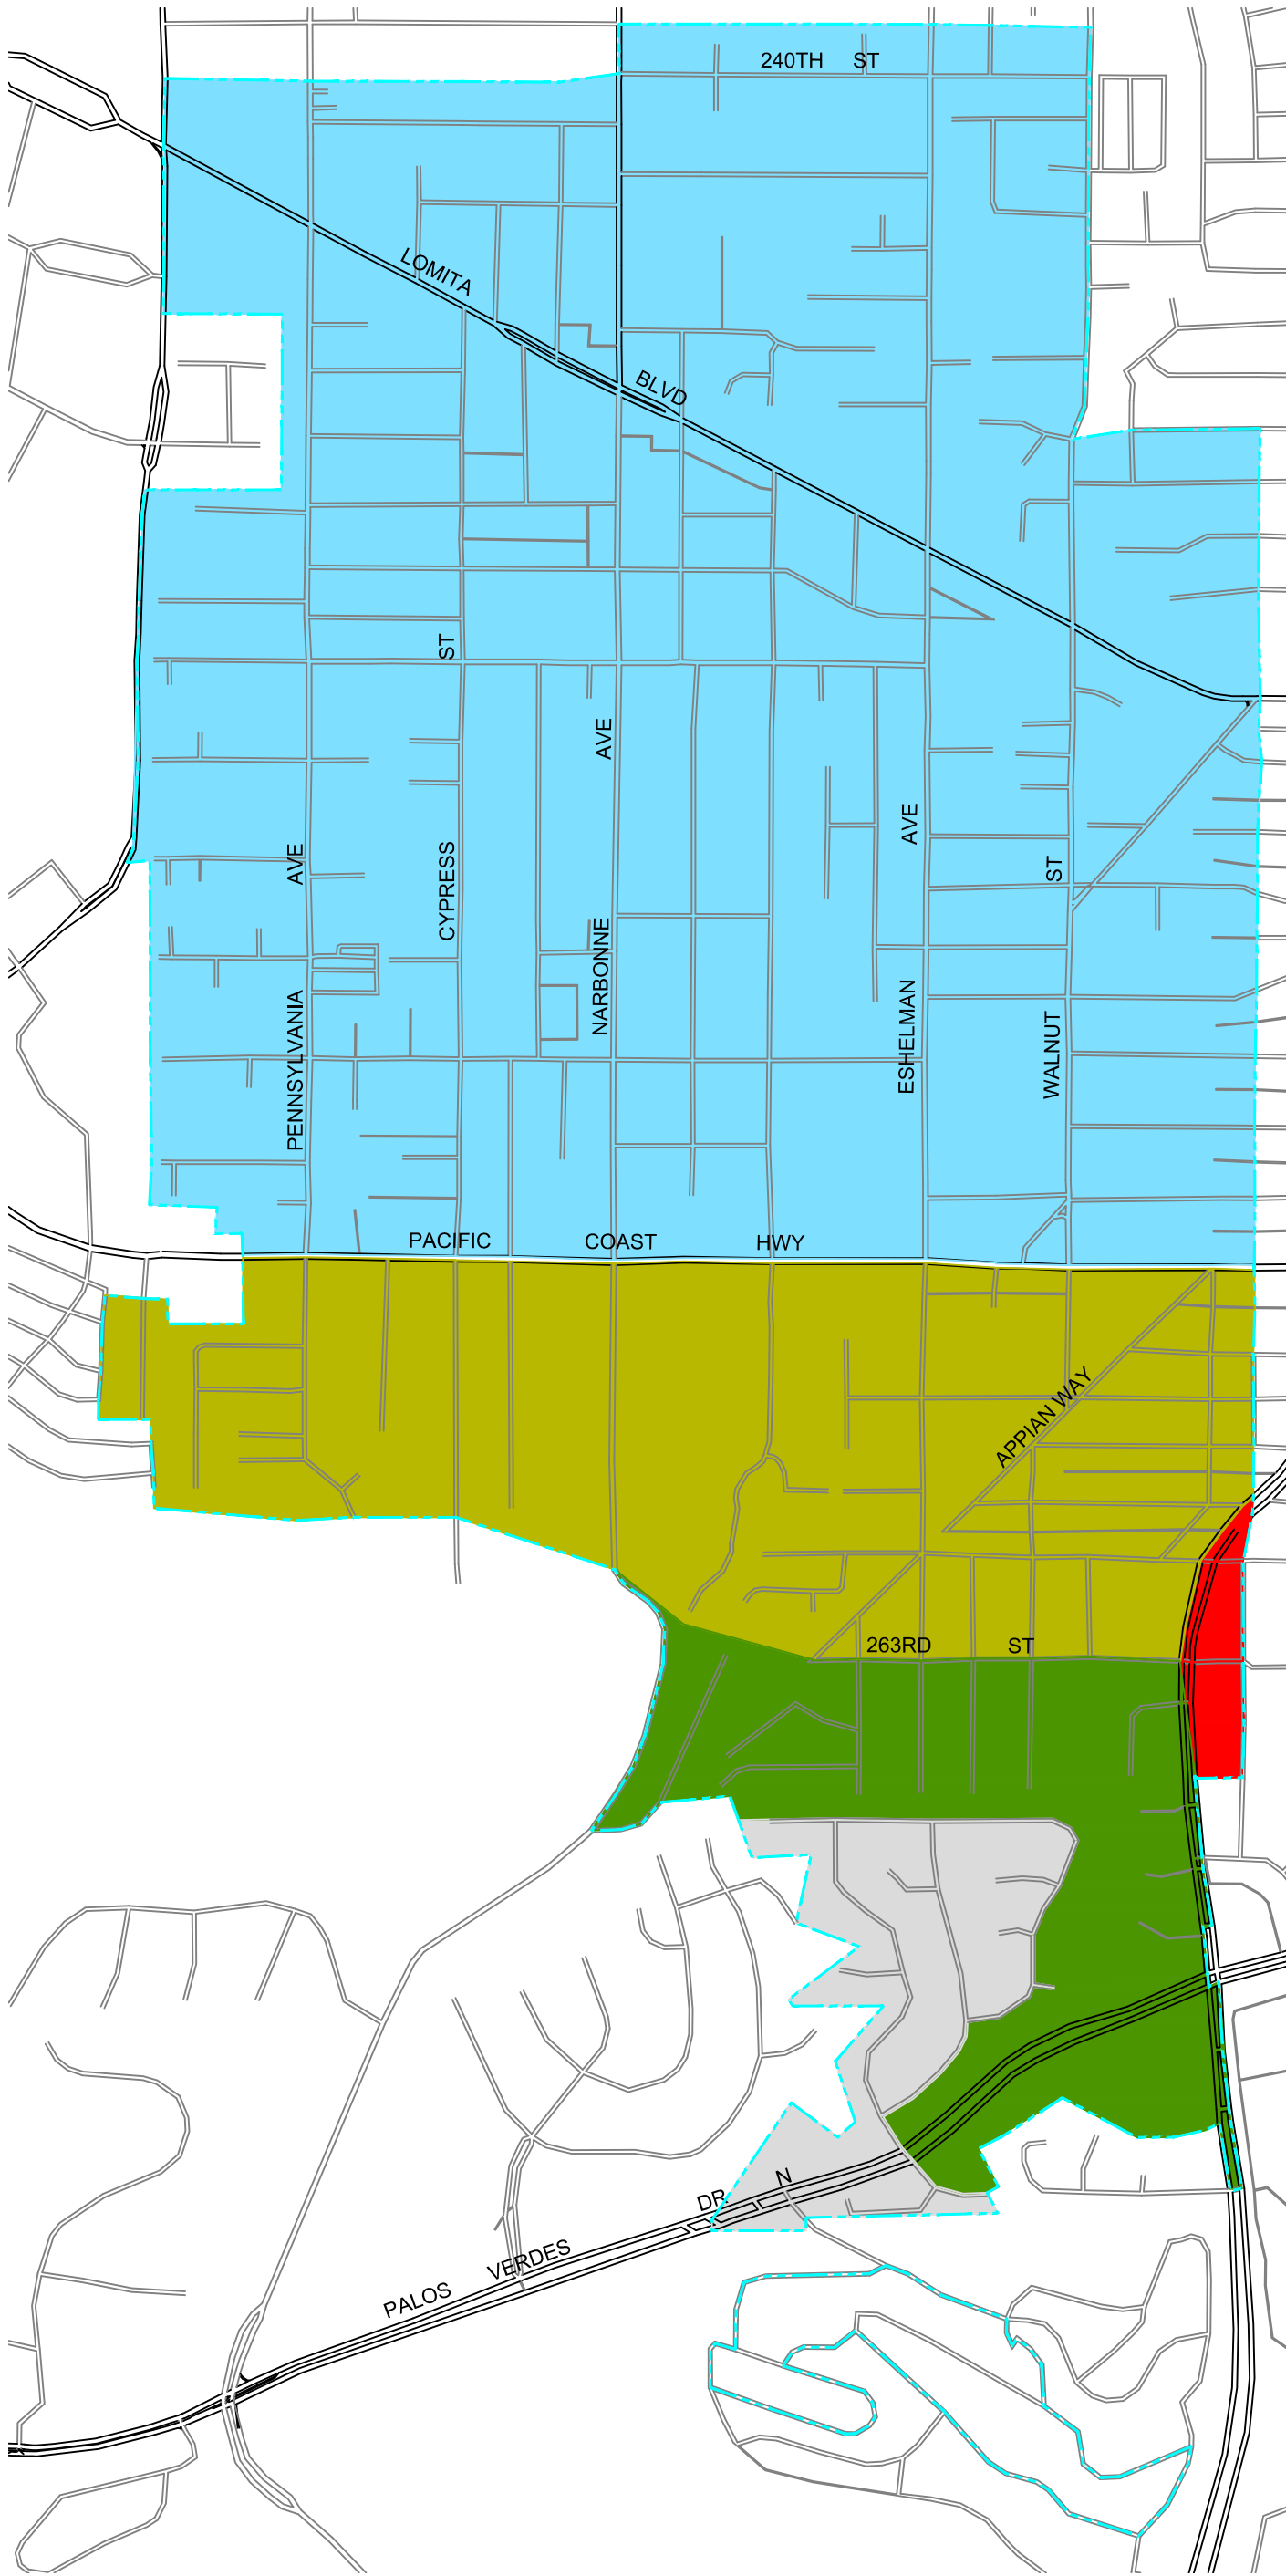 240TH ST
LOMITA
BLVD
ST
AVE
AVE
AVE
CYPRESS
ST
NARBONNE
PENNSYLVANIA
ESHELMAN
WALNUT
PACIFIC COAST HWY
APPIAN WAY
263RD ST
PALOS VERDES DR N